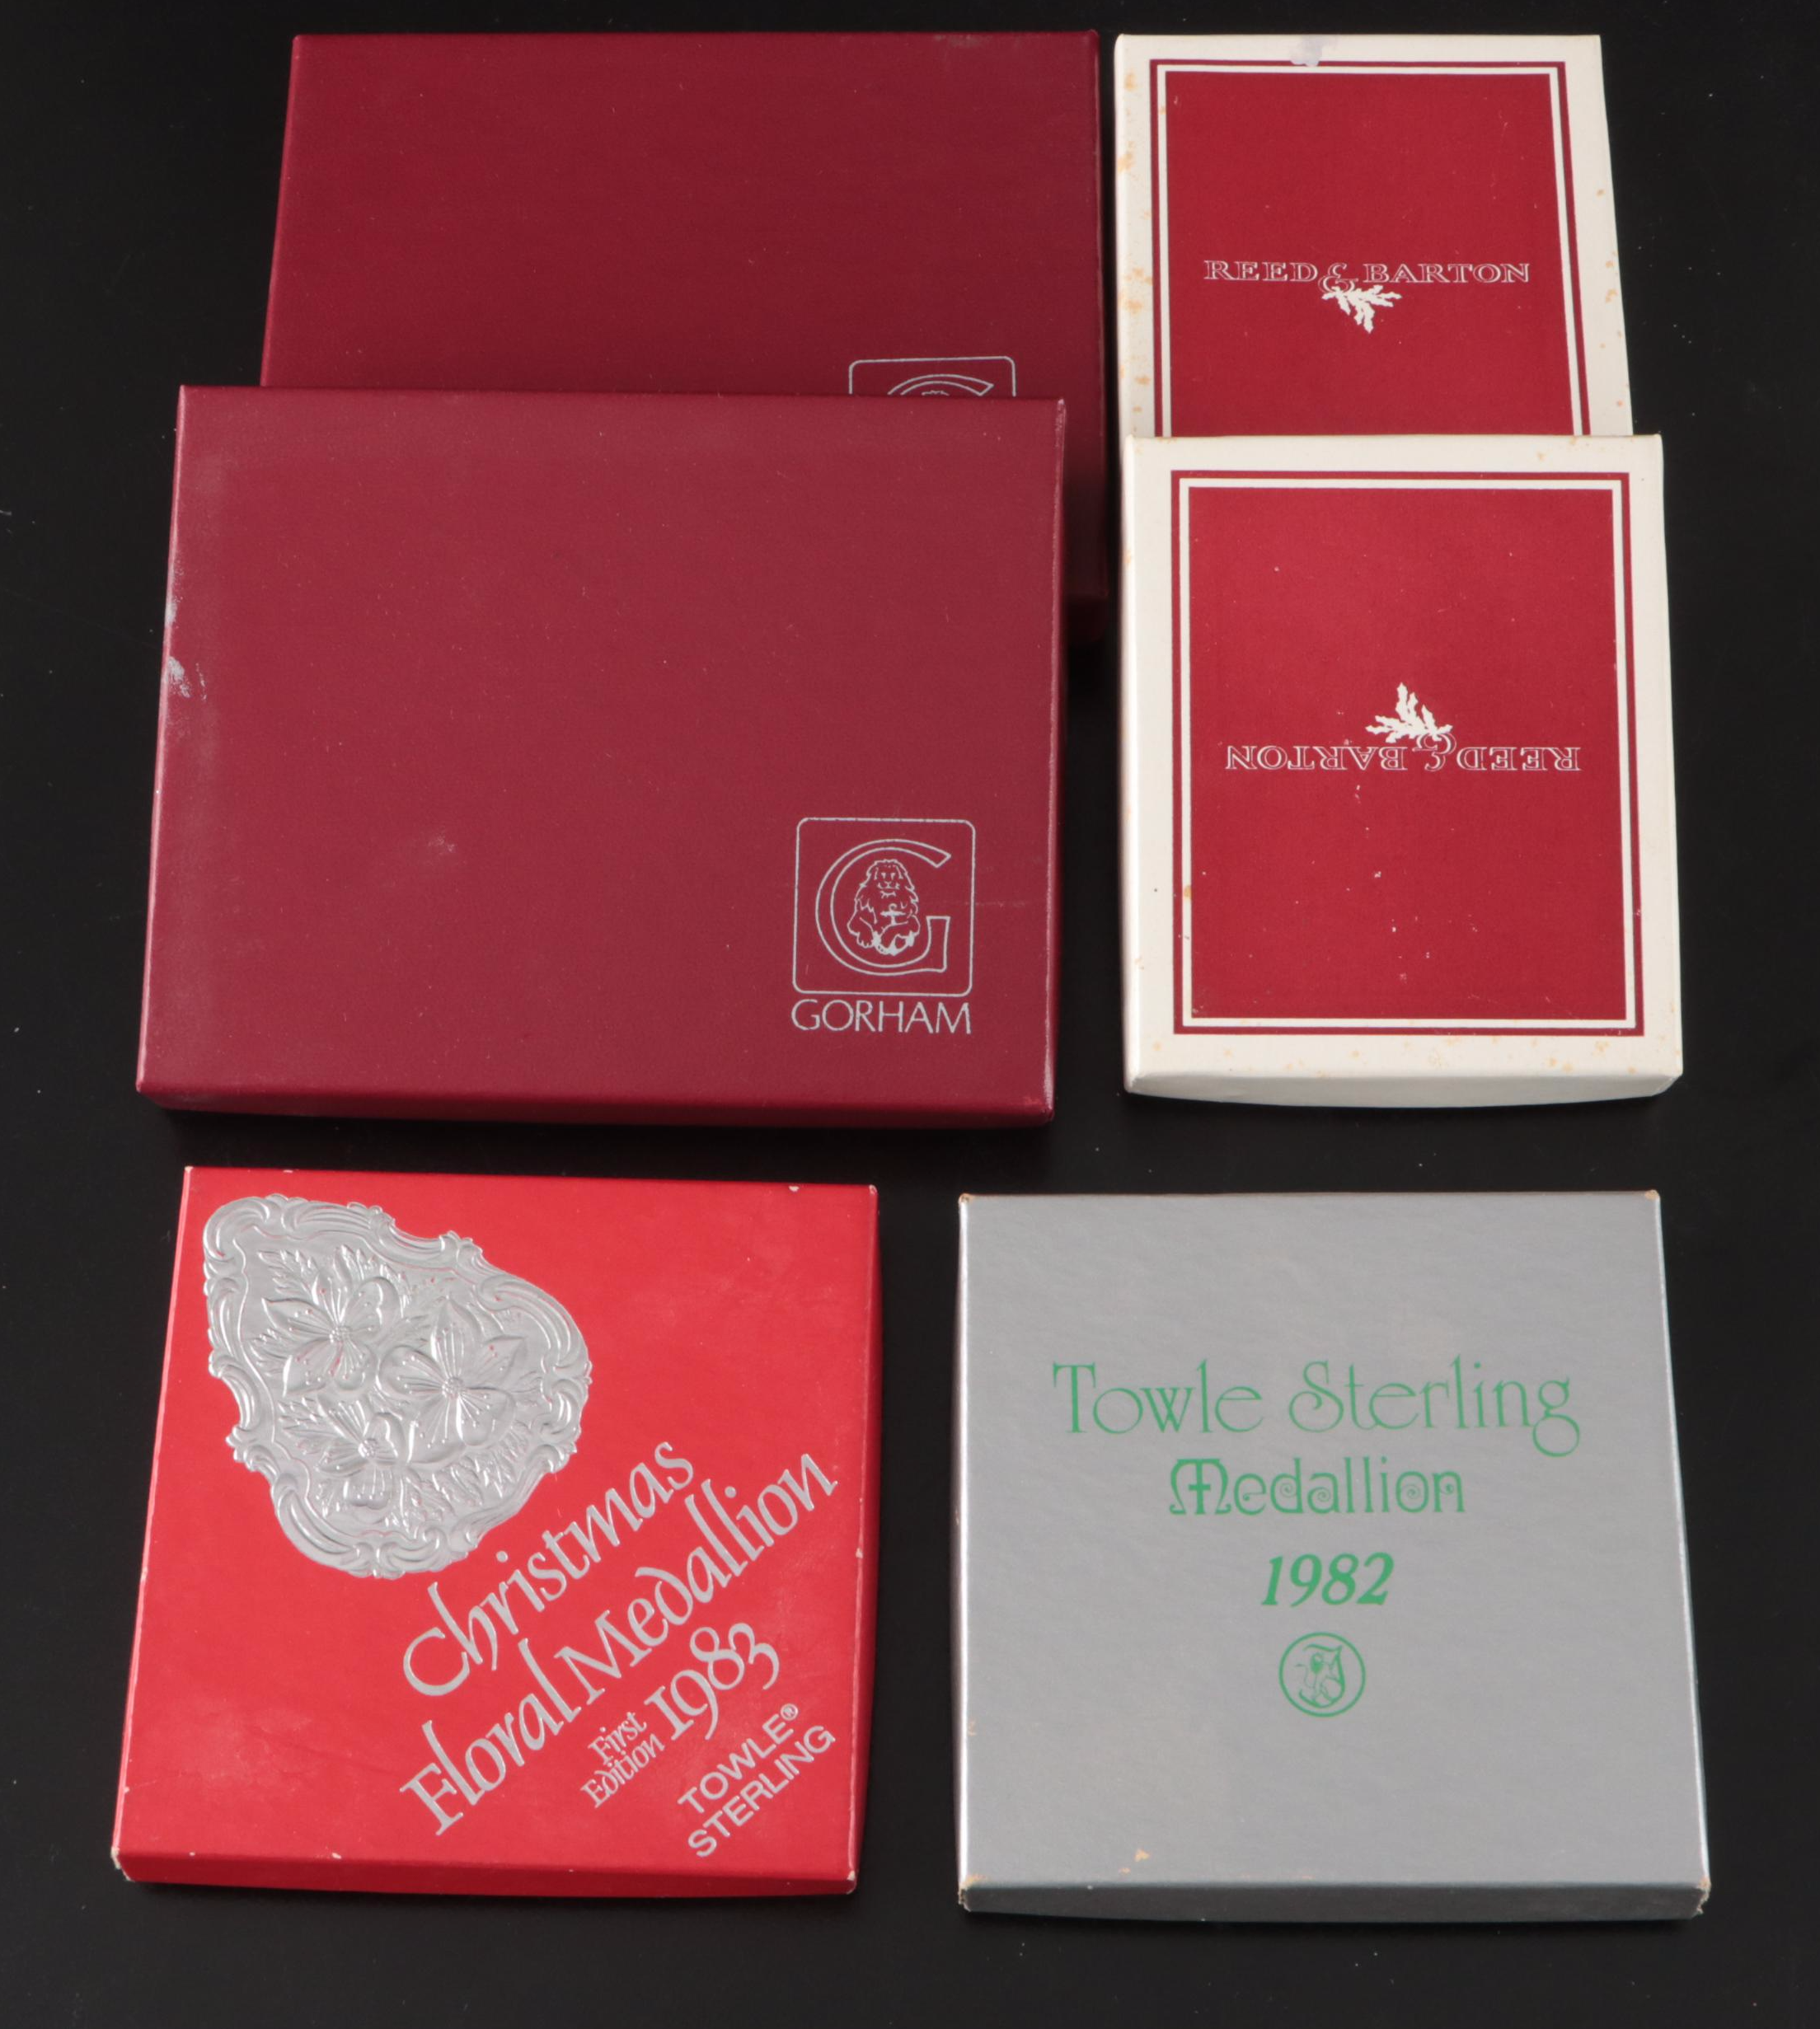 REED & BARTON
REED & BARTON
G
GORHAM
Christmas
Floral Medallion
First
Edition 1983
TOWLE®
STERLING
Towle Sterling
Medallion
1982